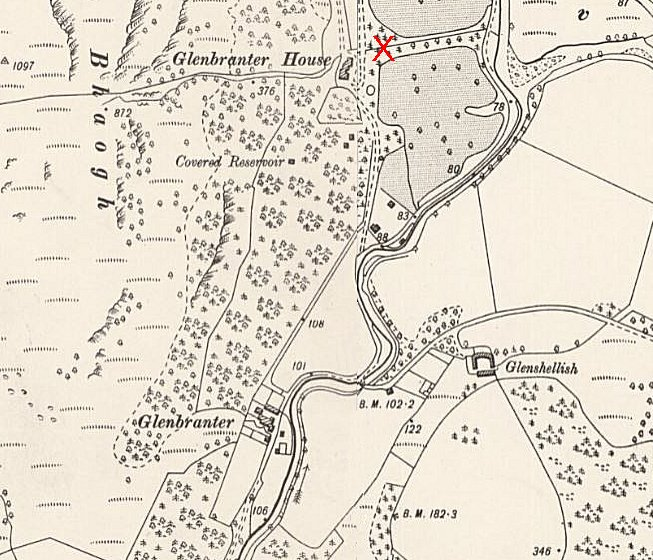 87
v
X
Glenbranter House
1097
B h a o g h
376
78
872
Covered Reservoir
80
83
88
108
101
Glenshellish
B. M. 102·2
Glenbranter
122
106
B. M. 182·3
346